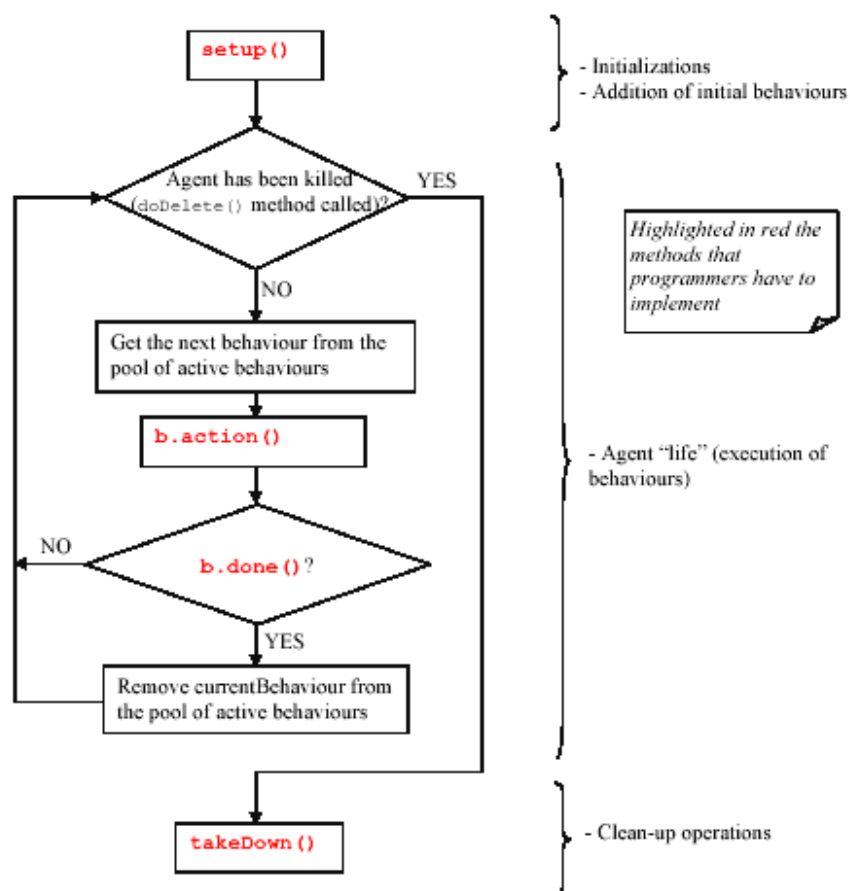 setup()
- Initializations
- Addition of initial behaviours
Agent has been killed
(doDelete() method called)?
YES
NO
Highlighted in red the
methods that
programmers have to
implement
Get the next behaviour from the
pool of active behaviours
b.action()
- Agent “life” (execution of
behaviours)
NO
b.done()?
YES
Remove currentBehaviour from
the pool of active behaviours
takeDown()
- Clean-up operations